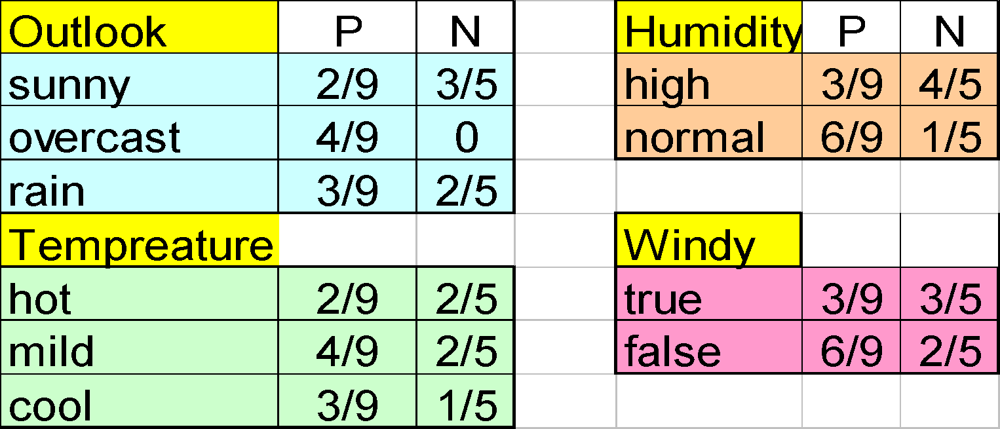 Outlook P N Humidity P N
sunny 2/9 3/5 high 3/9 4/5
overcast 4/9 0 normal 6/9 1/5
rain 3/9 2/5
Tempreature Windy
hot 2/9 2/5 true 3/9 3/5
mild 4/9 2/5 false 6/9 2/5
cool 3/9 1/5